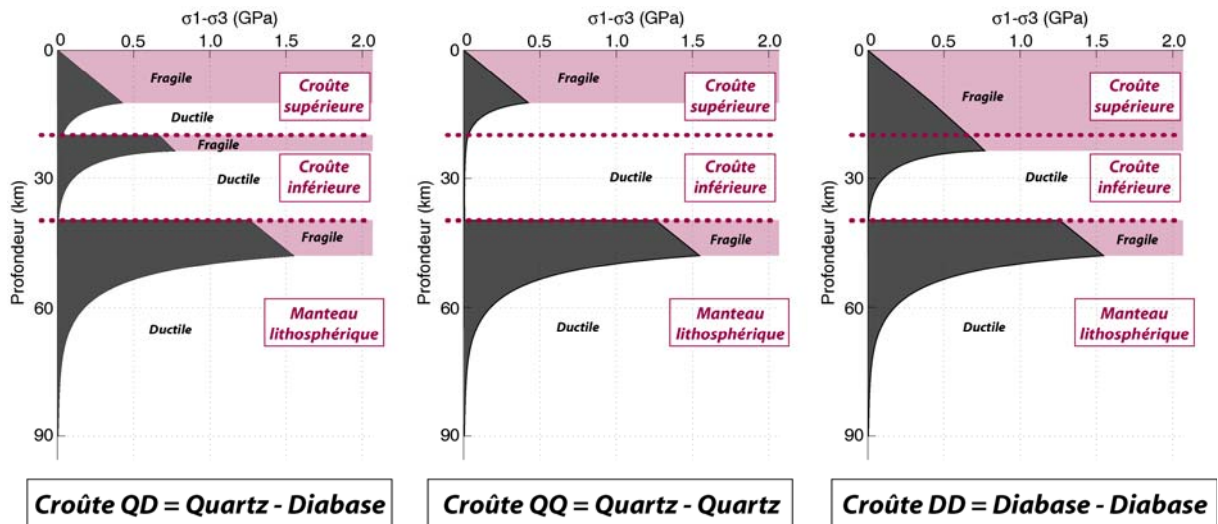 σ1-σ3 (GPa)
0 0.5 1.0 1.5 2.0
0
30
60
90
Profondeur (km)
Fragile
Croûte
supérieure
Ductile
Fragile
Croûte
inférieure
Ductile
Fragile
Manteau
lithosphérique
Ductile
Croûte QD = Quartz - Diabase
σ1-σ3 (GPa)
0 0.5 1.0 1.5 2.0
0
30
60
90
Profondeur (km)
Fragile
Croûte
supérieure
Croûte
inférieure
Ductile
Fragile
Manteau
lithosphérique
Ductile
Croûte QQ = Quartz - Quartz
σ1-σ3 (GPa)
0 0.5 1.0 1.5 2.0
0
30
60
90
Profondeur (km)
Fragile
Croûte
supérieure
Croûte
inférieure
Ductile
Fragile
Manteau
lithosphérique
Ductile
Croûte DD = Diabase - Diabase